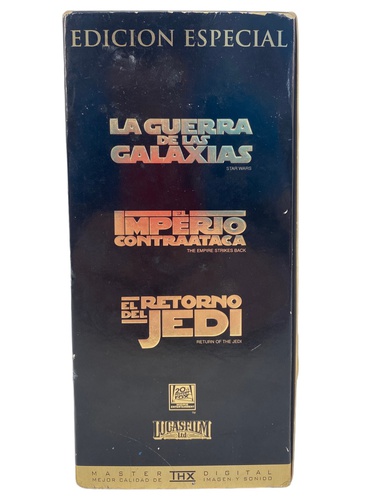 EDICION ESPECIAL
LA GUERRA
DE LAS
GALAXIAS
STAR WARS
EL
IMPERIO
CONTRAATACA
THE EMPIRE STRIKES BACK
EL RETORNO
DEL JEDI
RETURN OF THE JEDI
LUCASFILM
Ltd
MASTER THX DIGITAL
MEJOR CALIDAD DE IMAGEN Y SONIDO